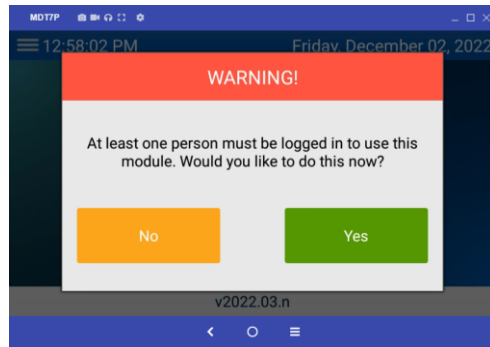 MDT7P
12:58:02 PM Friday, December 02, 2022
WARNING!
At least one person must be logged in to use this
module. Would you like to do this now?
No Yes
v2022.03.n